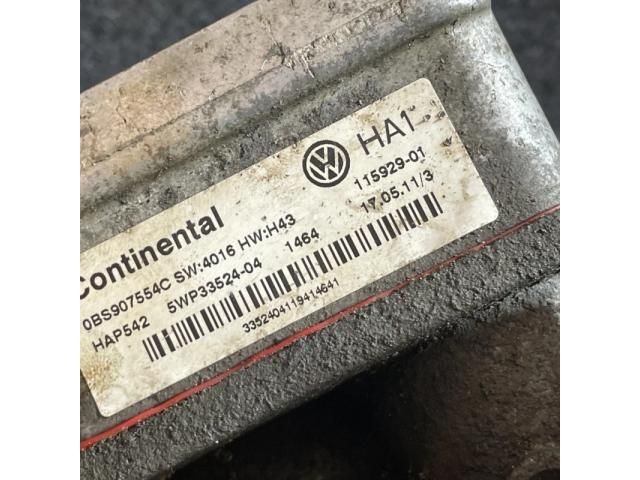 Continental
HA1
115929-01
17.05.11/3
0BS907554C SW:4016 HW:H43
HAP542 5WP33524-04 1464
3352404119414641